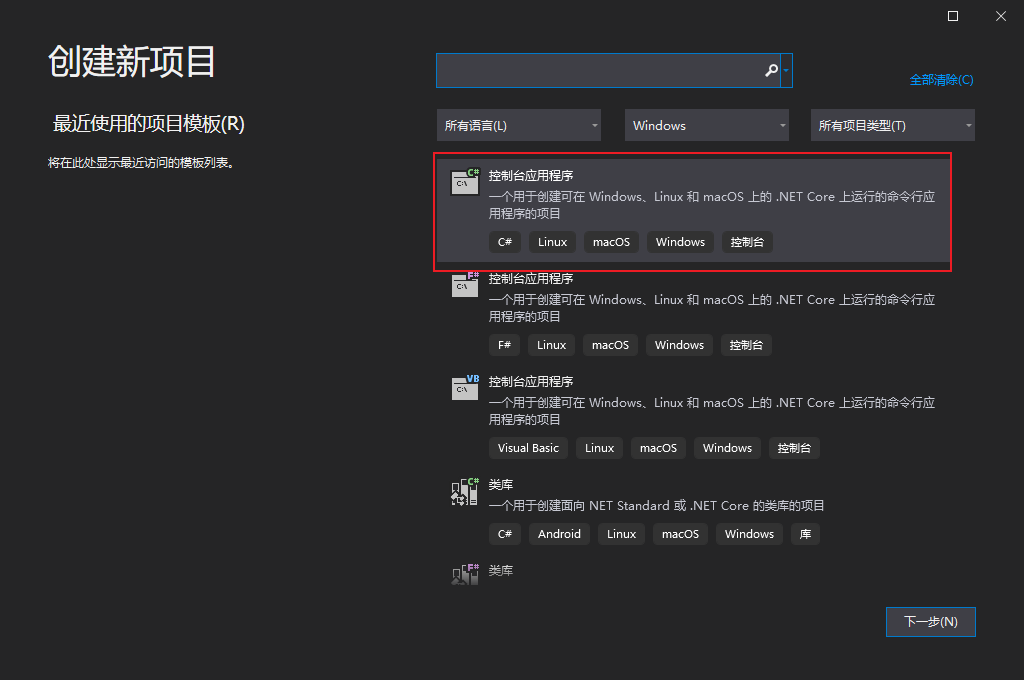 创建新项目
最近使用的项目模板(R)
将在此处显示最近访问的模板列表。
全部清除(C)
所有语言(L)
Windows
所有项目类型(T)
C#
C:\
控制台应用程序
一个用于创建可在 Windows、Linux 和 macOS 上的 .NET Core 上运行的命令行应
用程序的项目
C# Linux macOS Windows 控制台
F#
C:\
控制台应用程序
一个用于创建可在 Windows、Linux 和 macOS 上的 .NET Core 上运行的命令行应
用程序的项目
F# Linux macOS Windows 控制台
VB
C:\
控制台应用程序
一个用于创建可在 Windows、Linux 和 macOS 上的 .NET Core 上运行的命令行应
用程序的项目
Visual Basic Linux macOS Windows 控制台
C#
类库
一个用于创建面向 .NET Standard 或 .NET Core 的类库的项目
C# Android Linux macOS Windows 库
F#
类库
下一步(N)